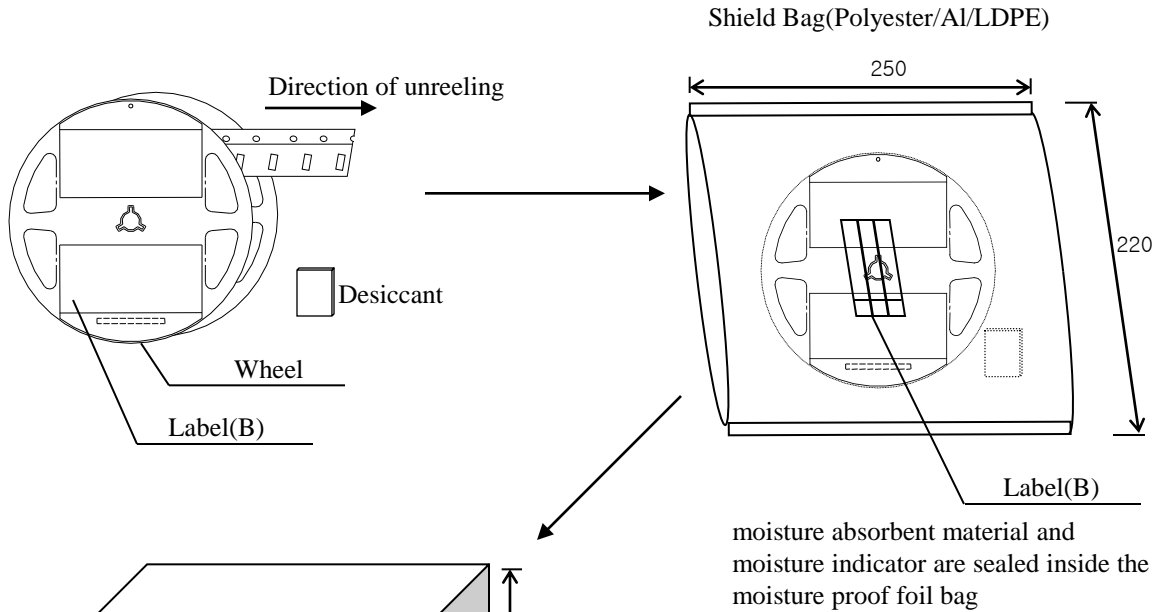 Shield Bag(Polyester/Al/LDPE)
250
Direction of unreeling
220
Desiccant
Wheel
Label(B)
Label(B)
moisture absorbent material and
moisture indicator are sealed inside the
moisture proof foil bag